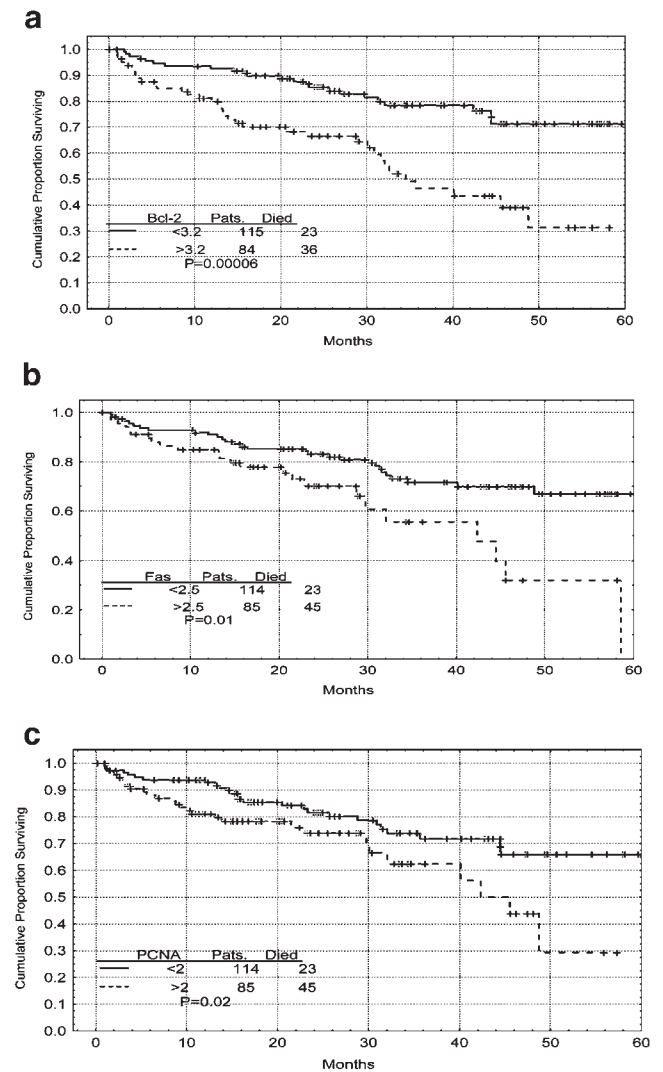 a
Cumulative Proportion Surviving
1.0
0.9
0.8
0.7
0.6
0.5
0.4
0.3
0.2
0.1
0.0
Bcl-2 Pats. Died
<3.2 115 23
>3.2 84 36
P=0.00006
0 10 20 30 40 50 60
Months
b
Cumulative Proportion Surviving
1.0
0.8
0.6
0.4
0.2
0.0
Fas Pats. Died
<2.5 114 23
>2.5 85 45
P=0.01
0 10 20 30 40 50 60
Months
c
Cumulative Proportion Surviving
1.0
0.9
0.8
0.7
0.6
0.5
0.4
0.3
0.2
0.1
0.0
PCNA Pats. Died
<2 114 23
>2 85 45
P=0.02
0 10 20 30 40 50 60
Months